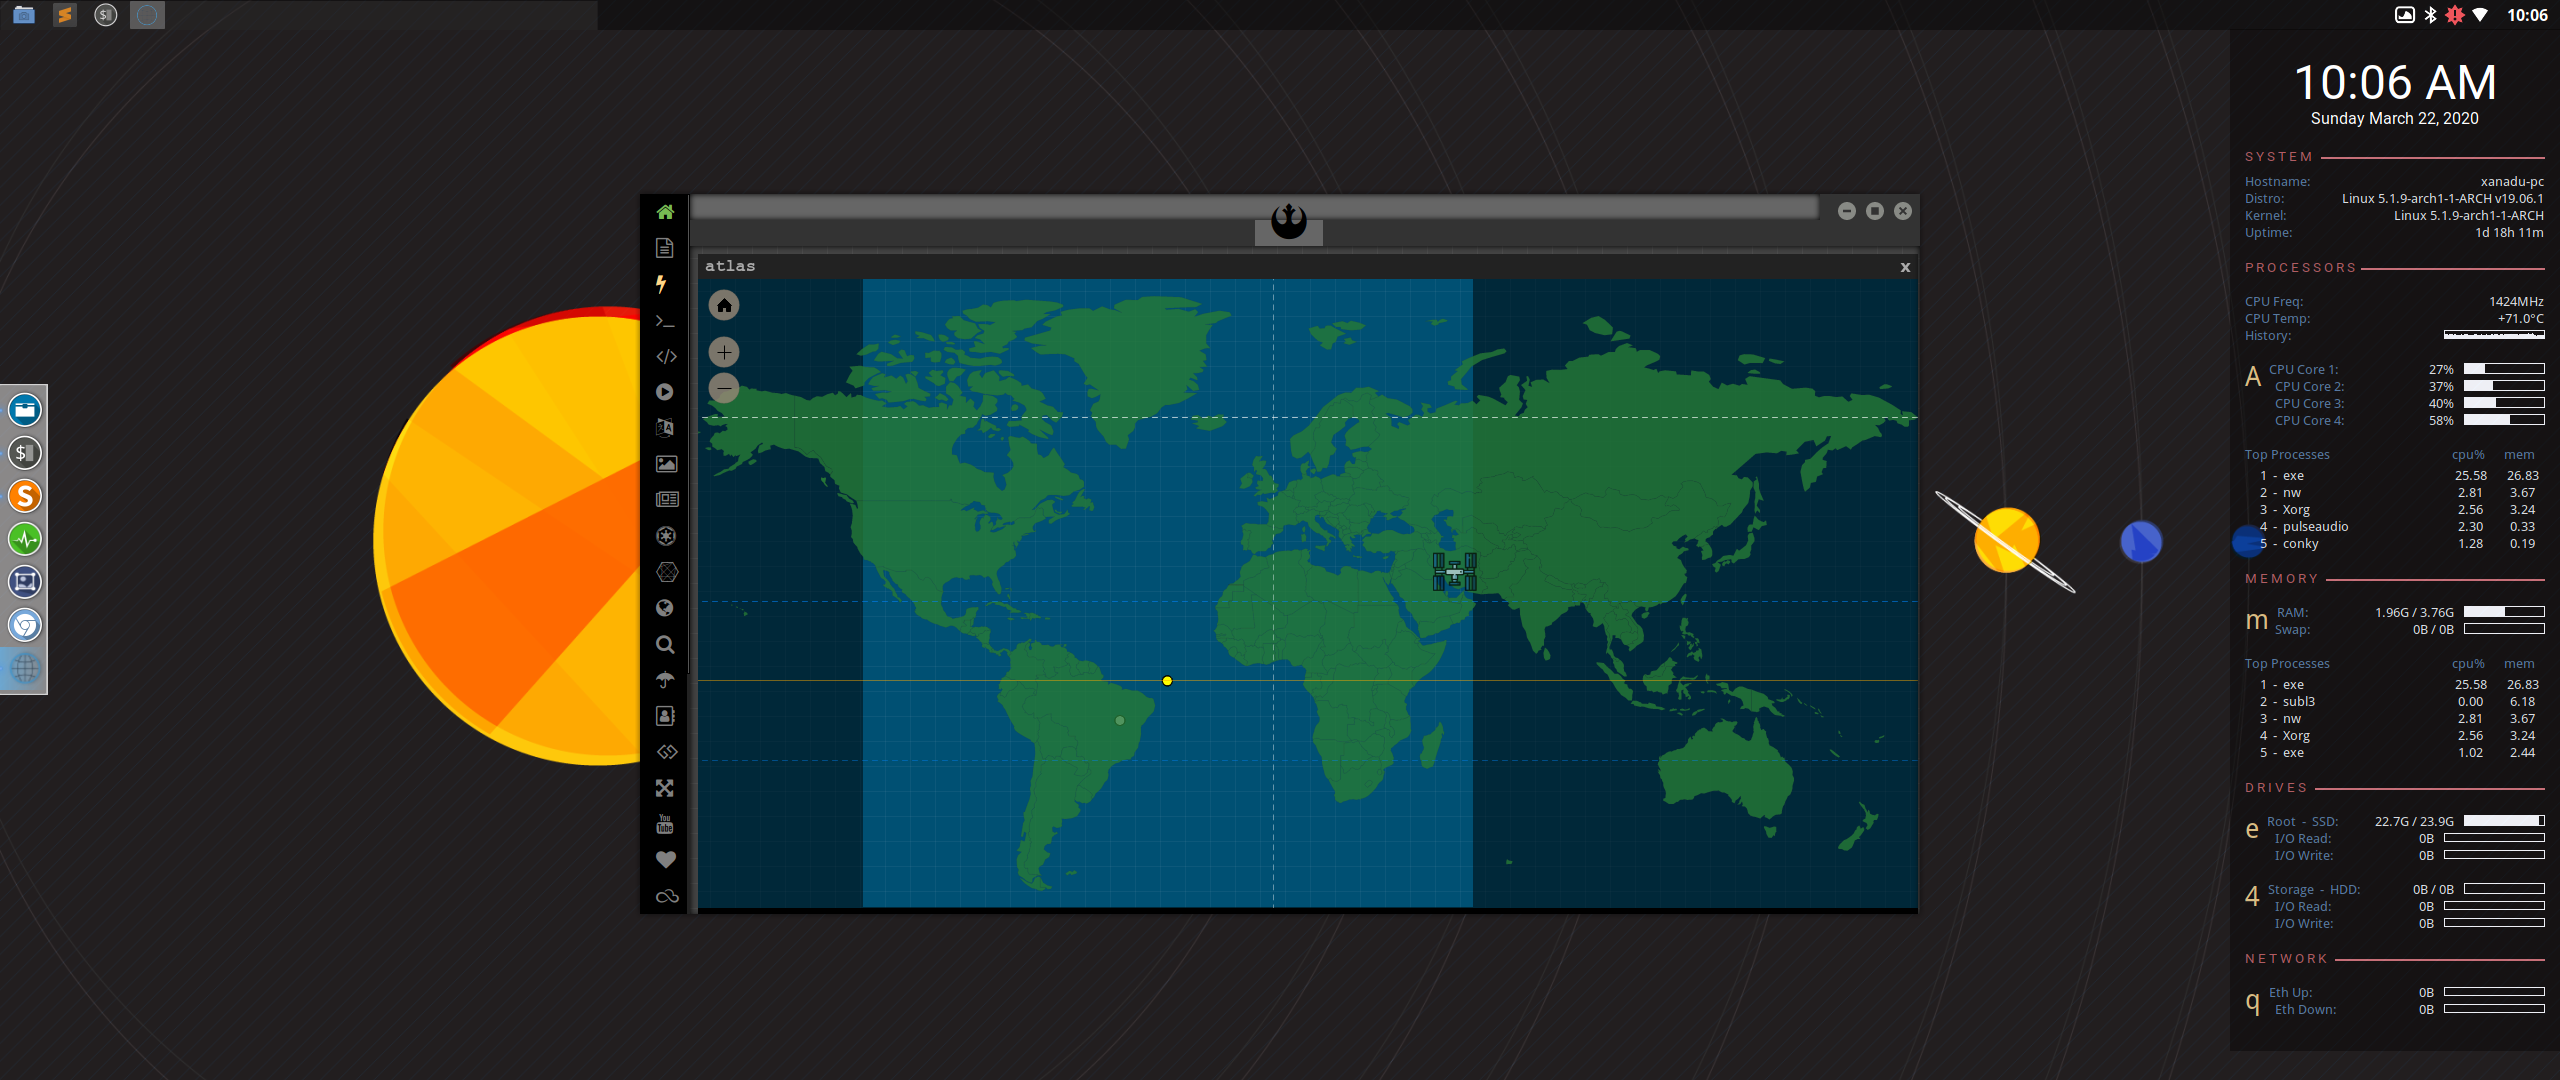 10:06
10:06 AM
Sunday March 22, 2020
SYSTEM
Hostname: xanadu-pc
Distro: Linux 5.1.9-arch1-1-ARCH v19.06.1
Kernel: Linux 5.1.9-arch1-1-ARCH
Uptime: 1d 18h 11m
PROCESSORS
CPU Freq: 1424MHz
CPU Temp: +71.0°C
History:
A CPU Core 1: 27%
CPU Core 2: 37%
CPU Core 3: 40%
CPU Core 4: 58%
Top Processes cpu% mem
1 - exe 25.58 26.83
2 - nw 2.81 3.67
3 - Xorg 2.56 3.24
4 - pulseaudio 2.30 0.33
5 - conky 1.28 0.19
MEMORY
m RAM: 1.96G / 3.76G
Swap: 0B / 0B
Top Processes cpu% mem
1 - exe 25.58 26.83
2 - subl3 0.00 6.18
3 - nw 2.81 3.67
4 - Xorg 2.56 3.24
5 - exe 1.02 2.44
DRIVES
e Root - SSD: 22.7G / 23.9G
I/O Read: 0B
I/O Write: 0B
4 Storage - HDD: 0B / 0B
I/O Read: 0B
I/O Write: 0B
NETWORK
q Eth Up: 0B
Eth Down: 0B
atlas x
You
Tube